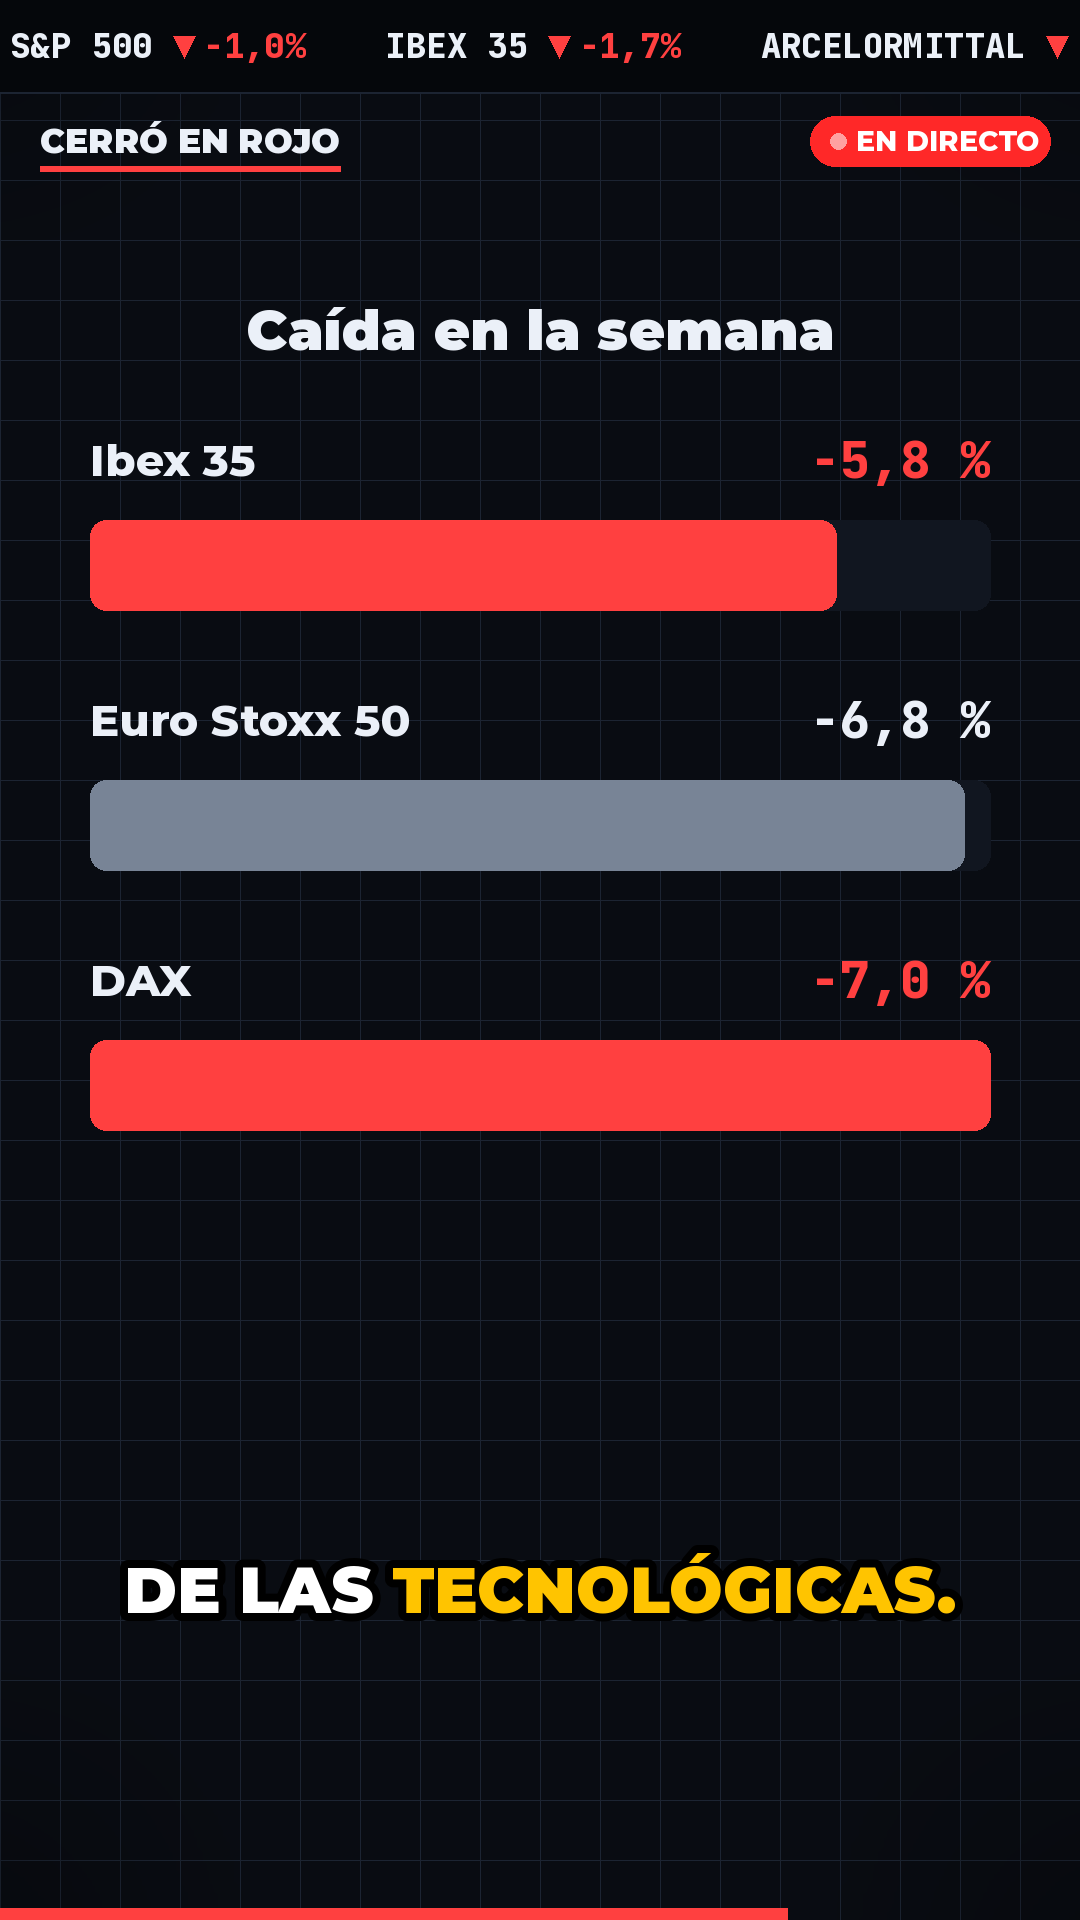 S&P 500 ▼ -1,0% IBEX 35 ▼ -1,7% ARCELORMITTAL ▼
CERRÓ EN ROJO
EN DIRECTO
Caída en la semana
Ibex 35 -5,8 %
Euro Stoxx 50 -6,8 %
DAX -7,0 %
DE LAS TECNOLÓGICAS.